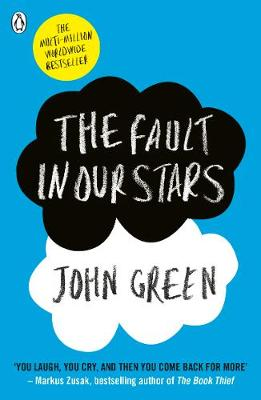 THE
MULTI-MILLION
WORLDWIDE
BESTSELLER
THE FAULT
IN OUR STARS
JOHN GREEN
‘YOU LAUGH, YOU CRY, AND THEN YOU COME BACK FOR MORE’
– Markus Zusak, bestselling author of The Book Thief